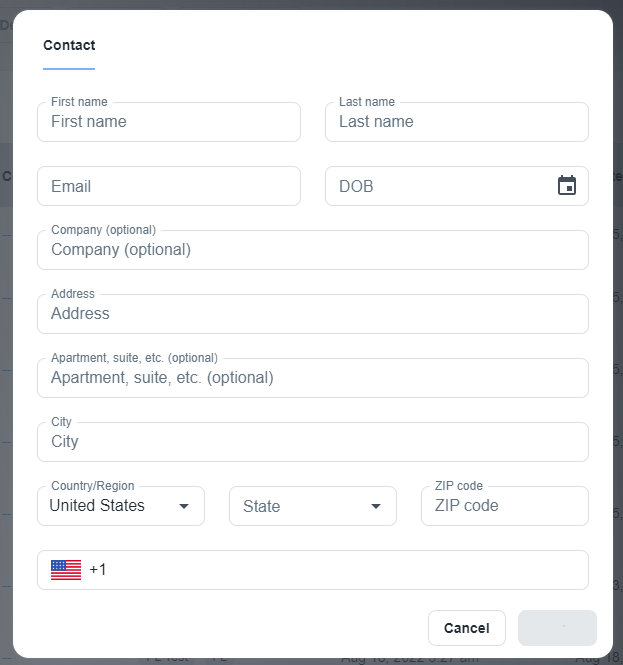 Contact
First name Last name
First name Last name
Email DOB
Company (optional)
Company (optional)
Address
Address
Apartment, suite, etc. (optional)
Apartment, suite, etc. (optional)
City
City
Country/Region ZIP code
United States State ZIP code
+1
Cancel